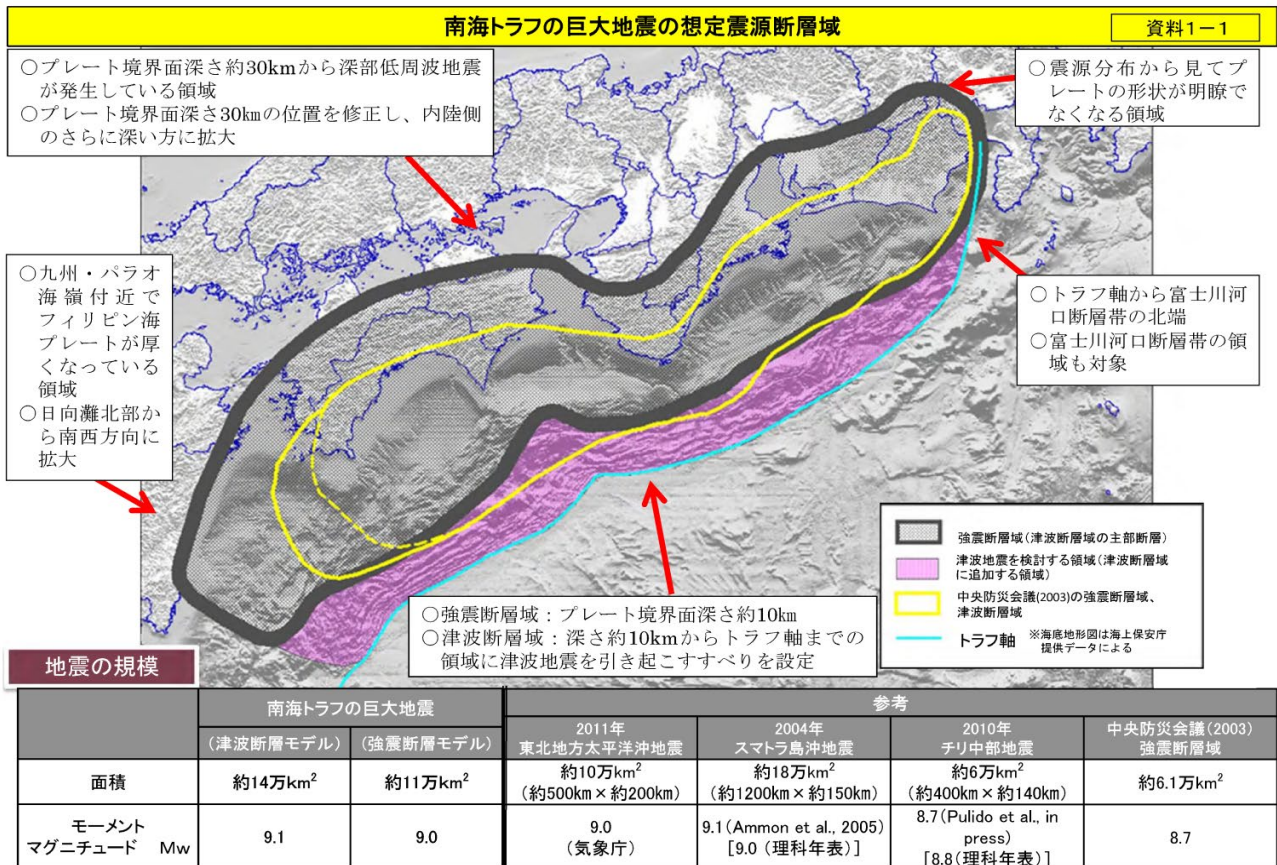 南海トラフの巨大地震の想定震源断層域
資料1－1
○プレート境界面深さ約30kmから深部低周波地震
が発生している領域
○プレート境界面深さ30kmの位置を修正し、内陸側
のさらに深い方に拡大
○震源分布から見てプ
レートの形状が明瞭で
なくなる領域
○九州・パラオ
海嶺付近で
フィリピン海
プレートが厚
くなっている
領域
○日向灘北部か
ら南西方向に
拡大
○トラフ軸から富士川河
口断層帯の北端
○富士川河口断層帯の領
域も対象
強震断層域(津波断層域の主部断層)
津波地震を検討する領域(津波断層域
に追加する領域)
中央防災会議(2003)の強震断層域、
津波断層域
トラフ軸 ※海底地形図は海上保安庁
提供データによる
○強震断層域：プレート境界面深さ約10km
○津波断層域：深さ約10kmからトラフ軸までの
領域に津波地震を引き起こすすべりを設定
地震の規模
南海トラフの巨大地震 参考
(津波断層モデル) (強震断層モデル) 2011年 2004年 2010年 中央防災会議(2003)
東北地方太平洋沖地震 スマトラ島沖地震 チリ中部地震 強震断層域
面積 約14万km² 約11万km² 約10万km² 約18万km² 約6万km² 約6.1万km²
(約500km×約200km) (約1200km×約150km) (約400km×約140km)
モーメント
マグニチュード Mw 9.1 9.0 9.0 9.1(Ammon et al., 2005) 8.7(Pulido et al., in 8.7
(気象庁) [9.0 (理科年表)] press)
[8.8(理科年表)]